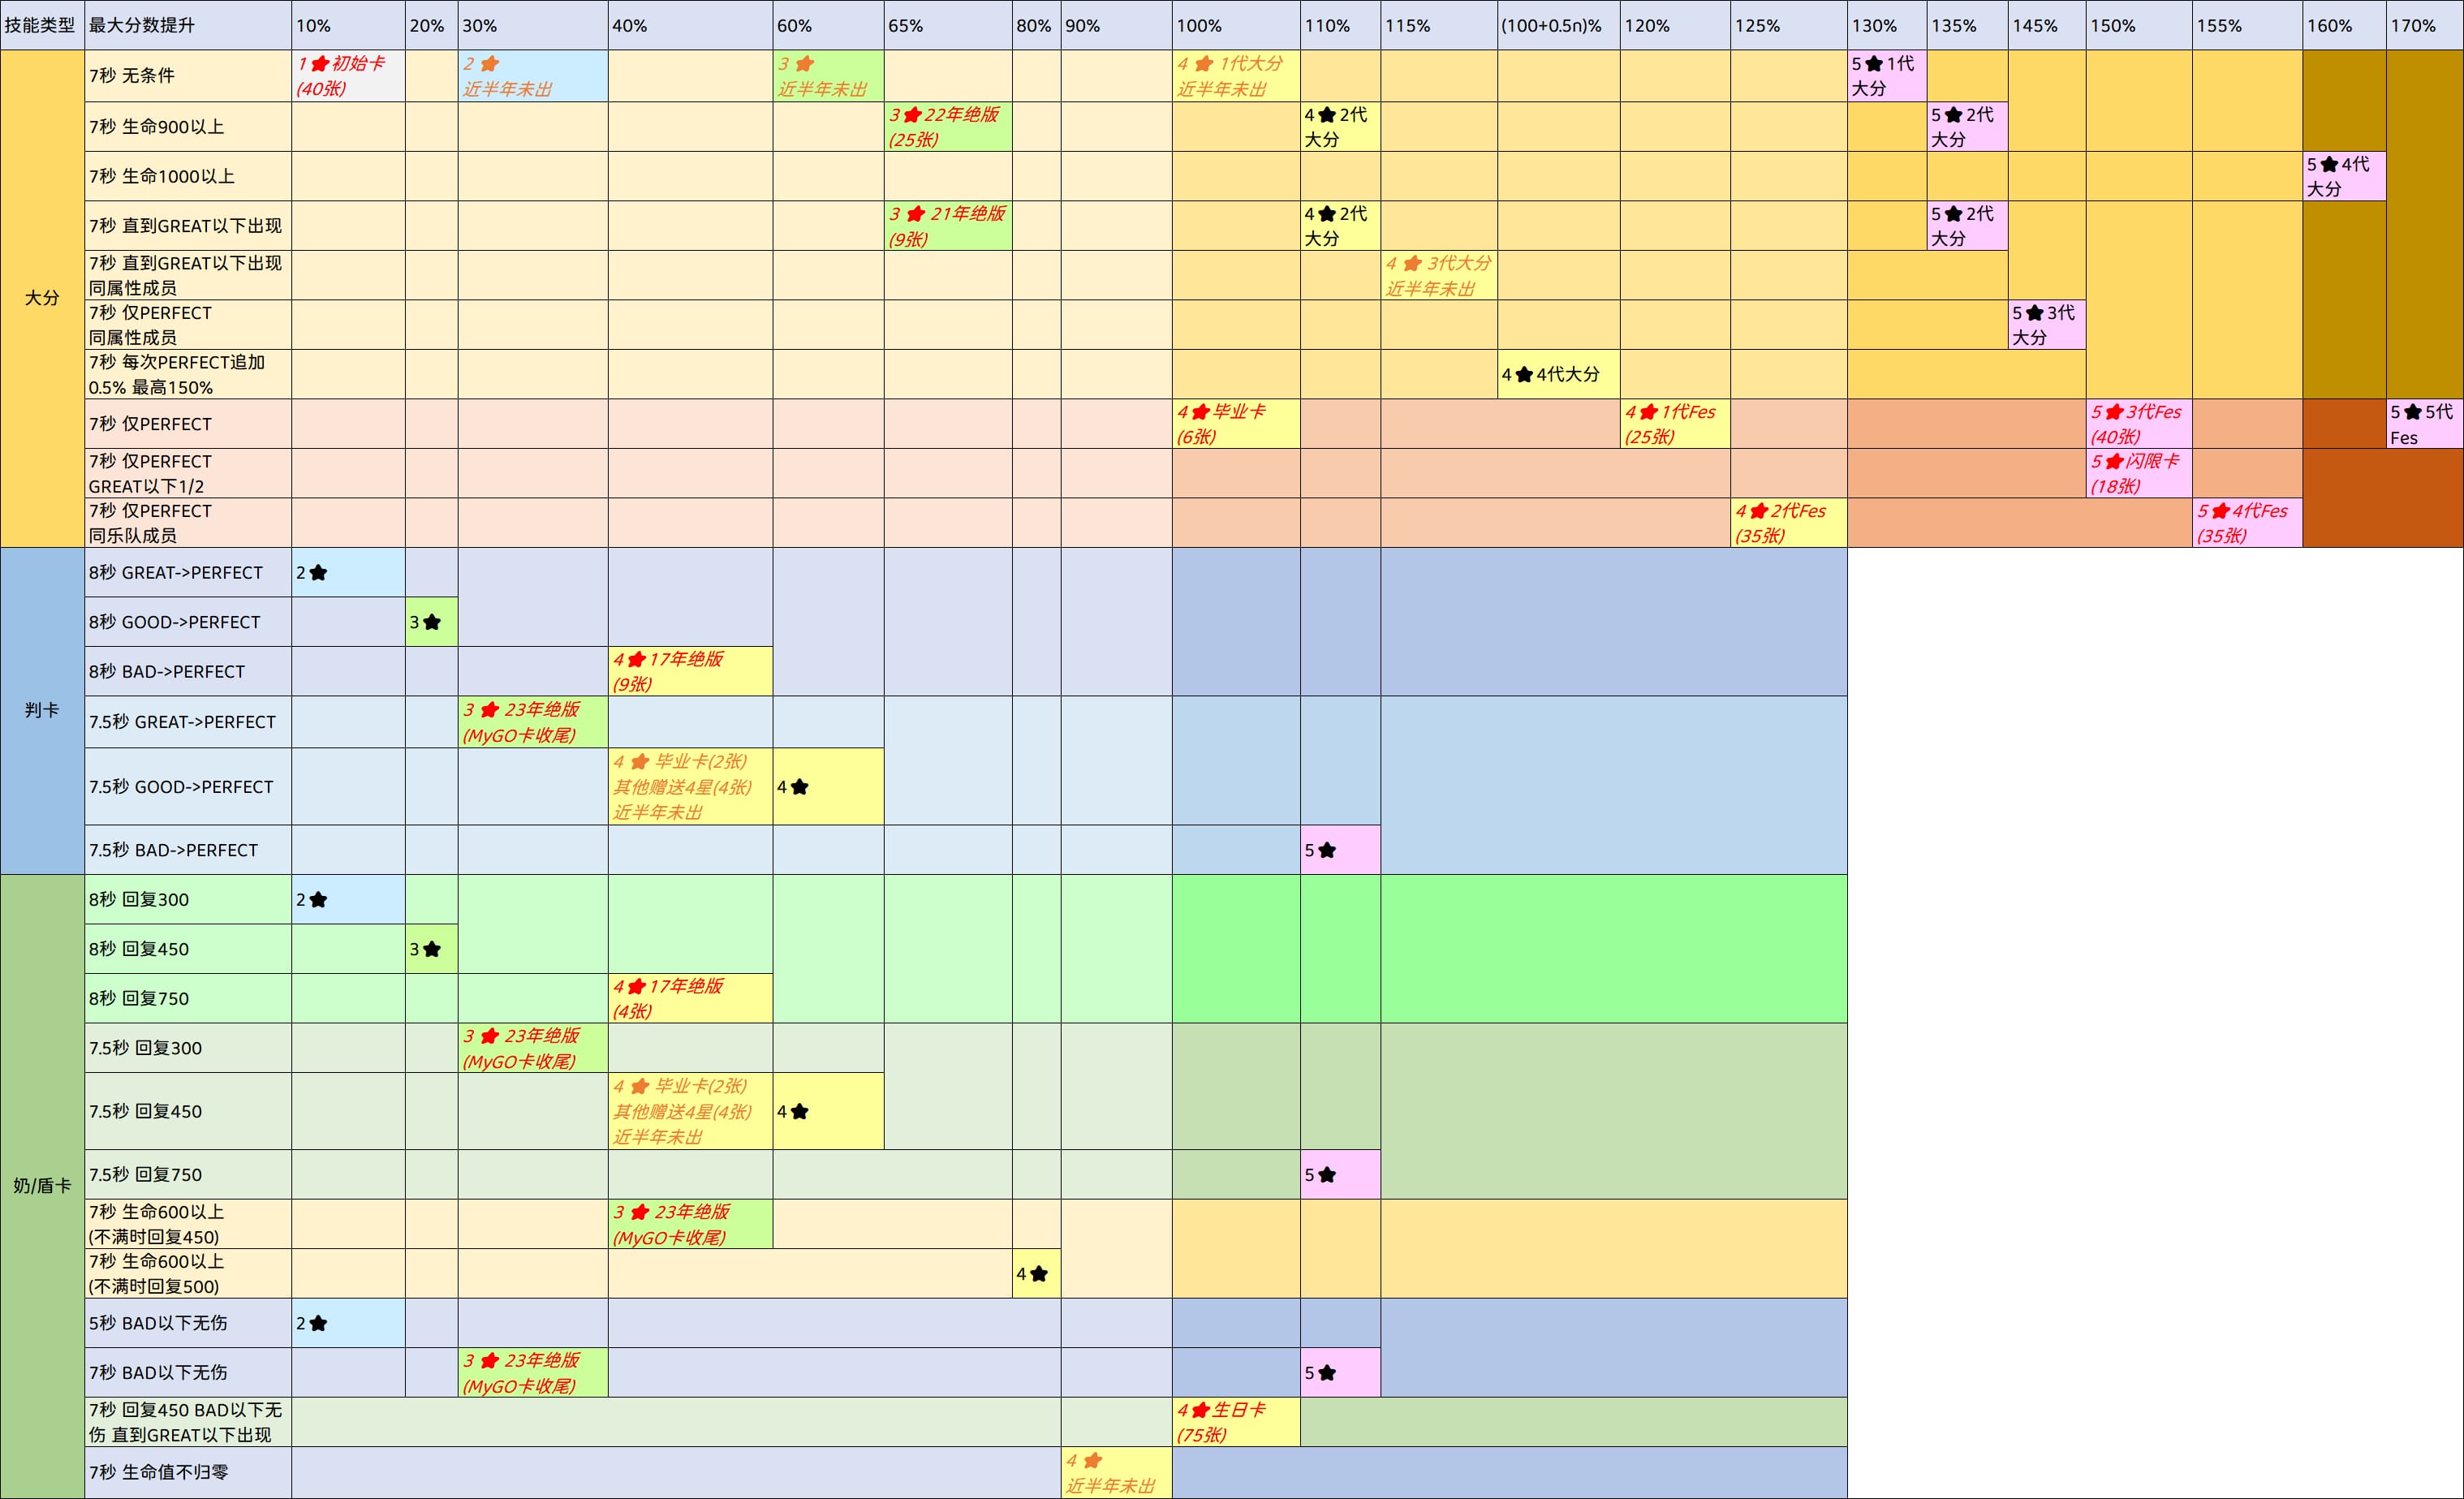 技能类型 最大分数提升 10% 20% 30% 40% 60% 65% 80% 90% 100% 110% 115% (100+0.5n)% 120% 125% 130% 135% 145% 150% 155% 160% 170%
大分
7秒 无条件
1★初始卡
(40张)
2★
近半年未出
3★
近半年未出
4★ 1代大分
近半年未出
5★1代
大分
7秒 生命900以上
3★22年绝版
(25张)
4★2代
大分
5★2代
大分
7秒 生命1000以上
5★4代
大分
7秒 直到GREAT以下出现
3★ 21年绝版
(9张)
4★2代
大分
5★2代
大分
7秒 直到GREAT以下出现
同属性成员
4★ 3代大分
近半年未出
7秒 仅PERFECT
同属性成员
5★3代
大分
7秒 每次PERFECT追加
0.5% 最高150%
4★4代大分
7秒 仅PERFECT
4★毕业卡
(6张)
4★1代Fes
(25张)
5★3代Fes
(40张)
5★5代
Fes
7秒 仅PERFECT
GREAT以下1/2
5★闪限卡
(18张)
7秒 仅PERFECT
同乐队成员
4★2代Fes
(35张)
5★4代Fes
(35张)
判卡
8秒 GREAT->PERFECT
2★
8秒 GOOD->PERFECT
3★
8秒 BAD->PERFECT
4★17年绝版
(9张)
7.5秒 GREAT->PERFECT
3★ 23年绝版
(MyGO卡收尾)
7.5秒 GOOD->PERFECT
4★ 毕业卡(2张)
其他赠送4星(4张)
近半年未出
4★
7.5秒 BAD->PERFECT
5★
奶/盾卡
8秒 回复300
2★
8秒 回复450
3★
8秒 回复750
4★17年绝版
(4张)
7.5秒 回复300
3★ 23年绝版
(MyGO卡收尾)
7.5秒 回复450
4★ 毕业卡(2张)
其他赠送4星(4张)
近半年未出
4★
7.5秒 回复750
5★
7秒 生命600以上
(不满时回复450)
3★ 23年绝版
(MyGO卡收尾)
7秒 生命600以上
(不满时回复500)
4★
5秒 BAD以下无伤
2★
7秒 BAD以下无伤
3★ 23年绝版
(MyGO卡收尾)
5★
7秒 回复450 BAD以下无
伤 直到GREAT以下出现
4★生日卡
(75张)
7秒 生命值不归零
4★
近半年未出